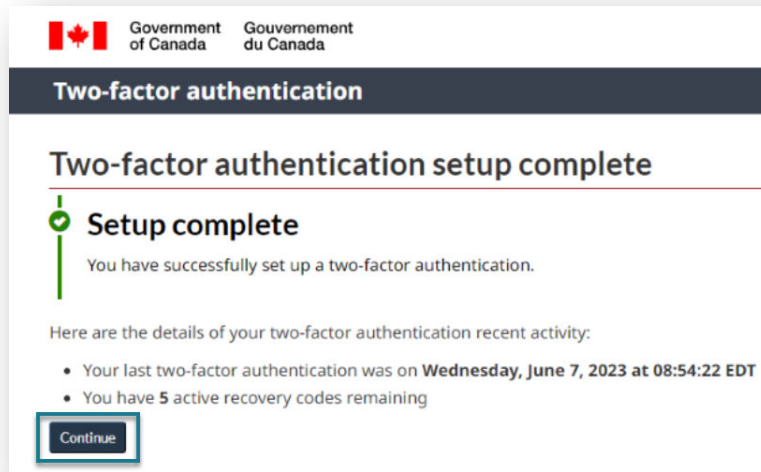 Government Gouvernement
of Canada du Canada
Two-factor authentication
Two-factor authentication setup complete
Setup complete
You have successfully set up a two-factor authentication.
Here are the details of your two-factor authentication recent activity:
• Your last two-factor authentication was on Wednesday, June 7, 2023 at 08:54:22 EDT
• You have 5 active recovery codes remaining
Continue